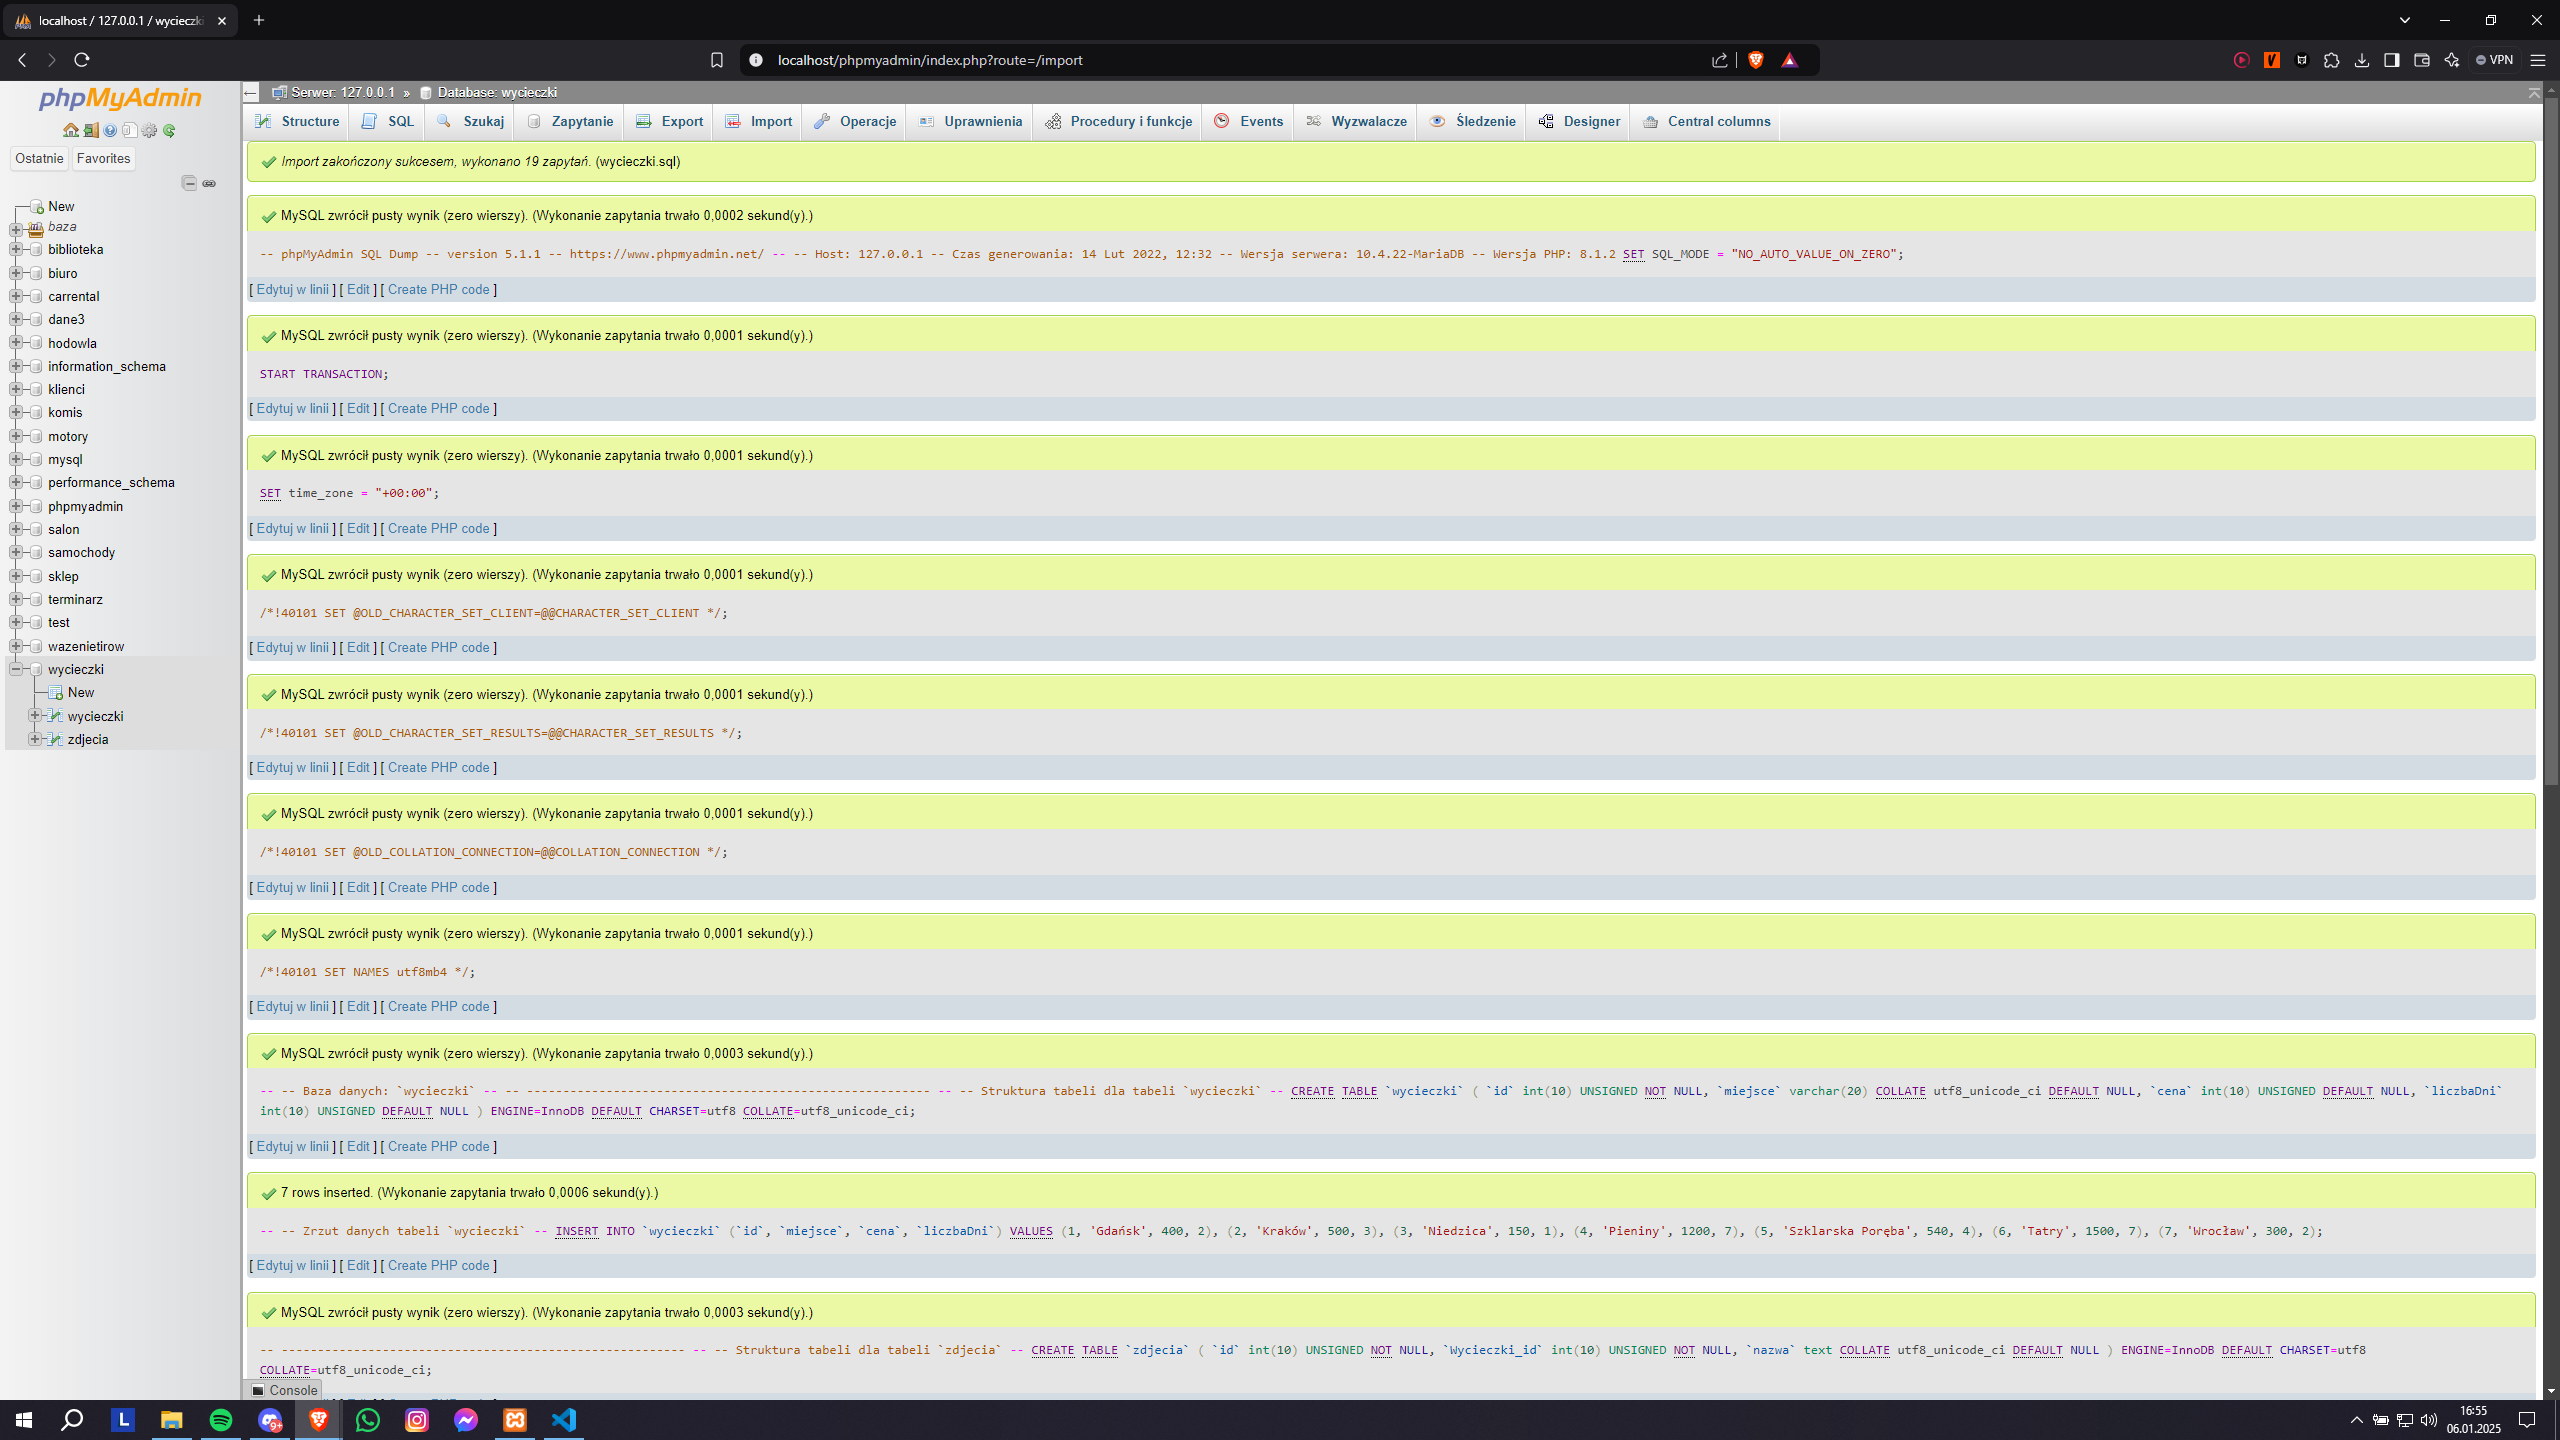 localhost / 127.0.0.1 / wycieczki
localhost/phpmyadmin/index.php?route=/import
VPN
phpMyAdmin
Ostatnie
Favorites
New
baza
biblioteka
biuro
carrental
dane3
hodowla
information_schema
klienci
komis
motory
mysql
performance_schema
phpmyadmin
salon
samochody
sklep
terminarz
test
wazenietirow
wycieczki
New
wycieczki
zdjecia
Serwer: 127.0.0.1 » Database: wycieczki
Structure SQL Szukaj Zapytanie Export Import Operacje Uprawnienia Procedury i funkcje Events Wyzwalacze Śledzenie Designer Central columns
Import zakończony sukcesem, wykonano 19 zapytań. (wycieczki.sql)
MySQL zwrócił pusty wynik (zero wierszy). (Wykonanie zapytania trwało 0,0002 sekund(y).)
-- phpMyAdmin SQL Dump -- version 5.1.1 -- https://www.phpmyadmin.net/ -- -- Host: 127.0.0.1 -- Czas generowania: 14 Lut 2022, 12:32 -- Wersja serwera: 10.4.22-MariaDB -- Wersja PHP: 8.1.2 SET SQL_MODE = "NO_AUTO_VALUE_ON_ZERO";
[ Edytuj w linii ] [ Edit ] [ Create PHP code ]
MySQL zwrócił pusty wynik (zero wierszy). (Wykonanie zapytania trwało 0,0001 sekund(y).)
START TRANSACTION;
[ Edytuj w linii ] [ Edit ] [ Create PHP code ]
MySQL zwrócił pusty wynik (zero wierszy). (Wykonanie zapytania trwało 0,0001 sekund(y).)
SET time_zone = "+00:00";
[ Edytuj w linii ] [ Edit ] [ Create PHP code ]
MySQL zwrócił pusty wynik (zero wierszy). (Wykonanie zapytania trwało 0,0001 sekund(y).)
/*!40101 SET @OLD_CHARACTER_SET_CLIENT=@@CHARACTER_SET_CLIENT */;
[ Edytuj w linii ] [ Edit ] [ Create PHP code ]
MySQL zwrócił pusty wynik (zero wierszy). (Wykonanie zapytania trwało 0,0001 sekund(y).)
/*!40101 SET @OLD_CHARACTER_SET_RESULTS=@@CHARACTER_SET_RESULTS */;
[ Edytuj w linii ] [ Edit ] [ Create PHP code ]
MySQL zwrócił pusty wynik (zero wierszy). (Wykonanie zapytania trwało 0,0001 sekund(y).)
/*!40101 SET @OLD_COLLATION_CONNECTION=@@COLLATION_CONNECTION */;
[ Edytuj w linii ] [ Edit ] [ Create PHP code ]
MySQL zwrócił pusty wynik (zero wierszy). (Wykonanie zapytania trwało 0,0001 sekund(y).)
/*!40101 SET NAMES utf8mb4 */;
[ Edytuj w linii ] [ Edit ] [ Create PHP code ]
MySQL zwrócił pusty wynik (zero wierszy). (Wykonanie zapytania trwało 0,0003 sekund(y).)
-- -- Baza danych: `wycieczki` -- -- -------------------------------------------------------- -- -- Struktura tabeli dla tabeli `wycieczki` -- CREATE TABLE `wycieczki` ( `id` int(10) UNSIGNED NOT NULL, `miejsce` varchar(20) COLLATE utf8_unicode_ci DEFAULT NULL, `cena` int(10) UNSIGNED DEFAULT NULL, `liczbaDni`
int(10) UNSIGNED DEFAULT NULL ) ENGINE=InnoDB DEFAULT CHARSET=utf8 COLLATE=utf8_unicode_ci;
[ Edytuj w linii ] [ Edit ] [ Create PHP code ]
7 rows inserted. (Wykonanie zapytania trwało 0,0006 sekund(y).)
-- -- Zrzut danych tabeli `wycieczki` -- INSERT INTO `wycieczki` (`id`, `miejsce`, `cena`, `liczbaDni`) VALUES (1, 'Gdańsk', 400, 2), (2, 'Kraków', 500, 3), (3, 'Niedzica', 150, 1), (4, 'Pieniny', 1200, 7), (5, 'Szklarska Poręba', 540, 4), (6, 'Tatry', 1500, 7), (7, 'Wrocław', 300, 2);
[ Edytuj w linii ] [ Edit ] [ Create PHP code ]
MySQL zwrócił pusty wynik (zero wierszy). (Wykonanie zapytania trwało 0,0003 sekund(y).)
-- -------------------------------------------------------- -- -- Struktura tabeli dla tabeli `zdjecia` -- CREATE TABLE `zdjecia` ( `id` int(10) UNSIGNED NOT NULL, `Wycieczki_id` int(10) UNSIGNED NOT NULL, `nazwa` text COLLATE utf8_unicode_ci DEFAULT NULL ) ENGINE=InnoDB DEFAULT CHARSET=utf8
COLLATE=utf8_unicode_ci;
Console
L
9+
16:55
06.01.2025